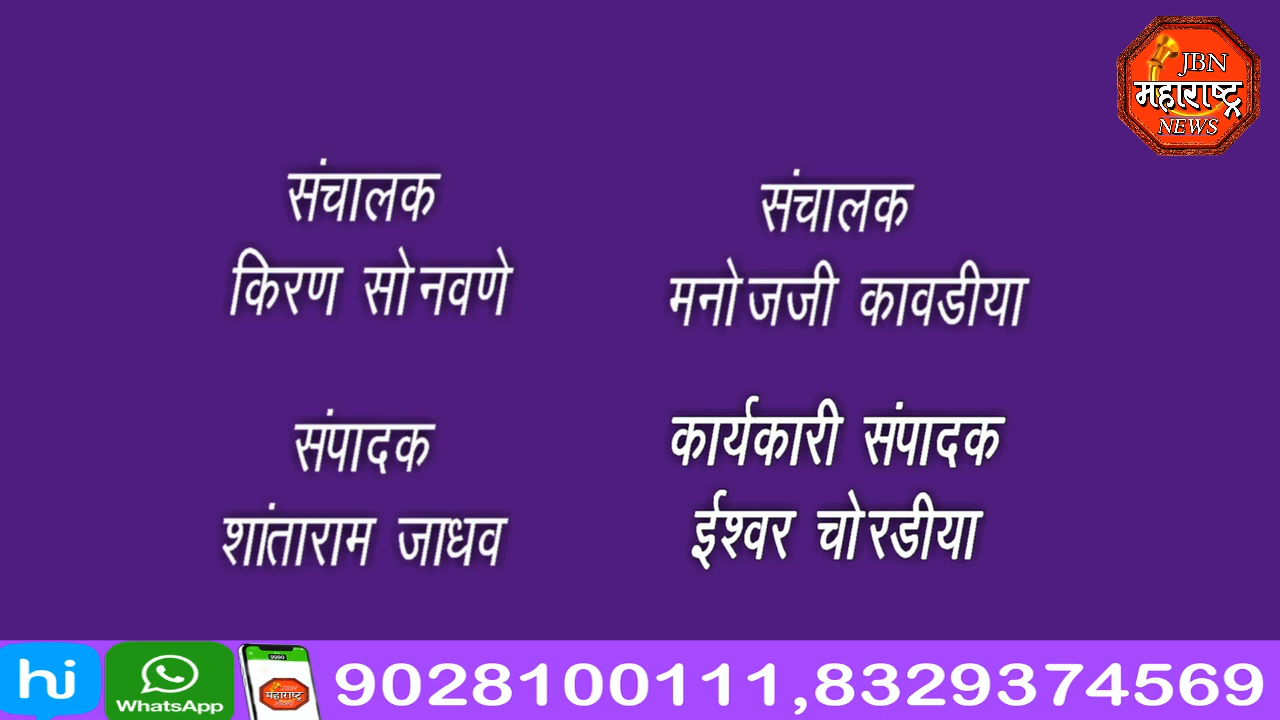 JBN
महाराष्ट्र
NEWS
संचालक
किरण सोनवणे
संचालक
मनोजजी कावडीया
संपादक
शांताराम जाधव
कार्यकारी संपादक
ईश्वर चोरडीया
hi
WhatsApp
महाराष्ट्र
9028100111,8329374569